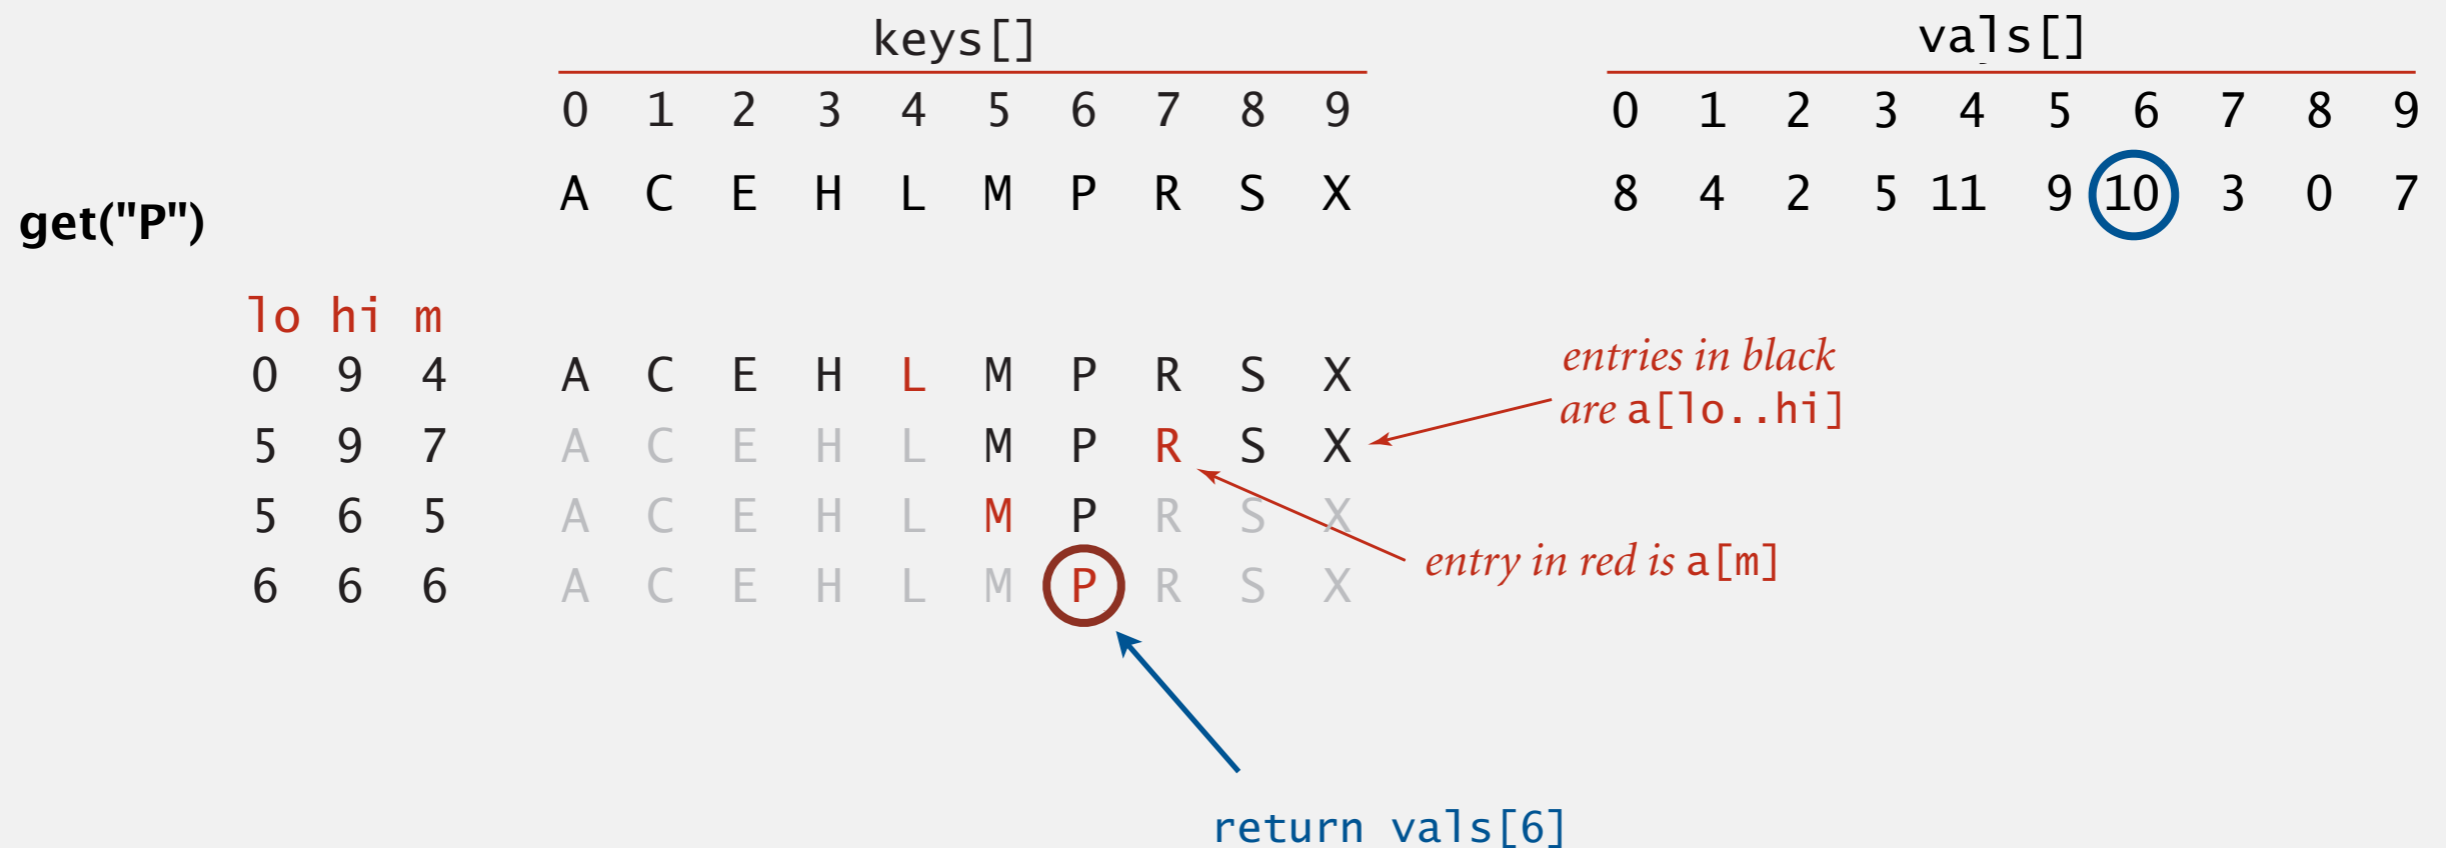 keys[]
vals[]
0 1 2 3 4 5 6 7 8 9
0 1 2 3 4 5 6 7 8 9
A C E H L M P R S X
8 4 2 5 11 9 10 3 0 7
get("P")
lo hi m
0 9 4 A C E H L M P R S X
5 9 7 A C E H L M P R S X
5 6 5 A C E H L M P R S X
6 6 6 A C E H L M P R S X
entries in black
are a[lo..hi]
entry in red is a[m]
return vals[6]